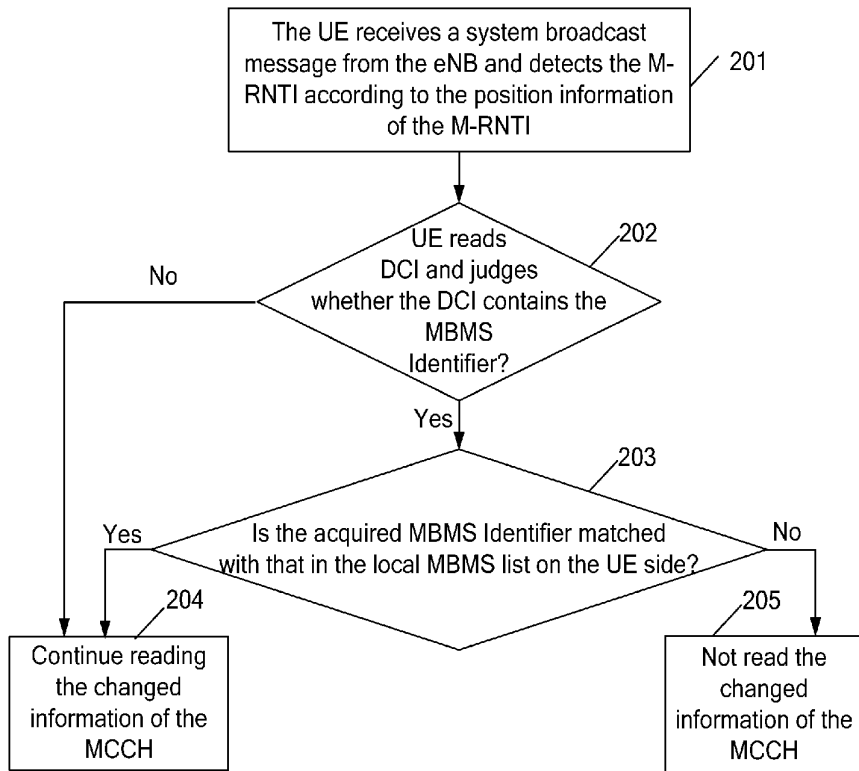 The UE receives a system broadcast
message from the eNB and detects the M-
RNTI according to the position information
of the M-RNTI
201
UE reads
DCI and judges
whether the DCI contains the
MBMS
Identifier?
202
No
Yes
203
Is the acquired MBMS Identifier matched
with that in the local MBMS list on the UE side?
Yes
No
204
Continue reading
the changed
information of the
MCCH
205
Not read the
changed
information of the
MCCH